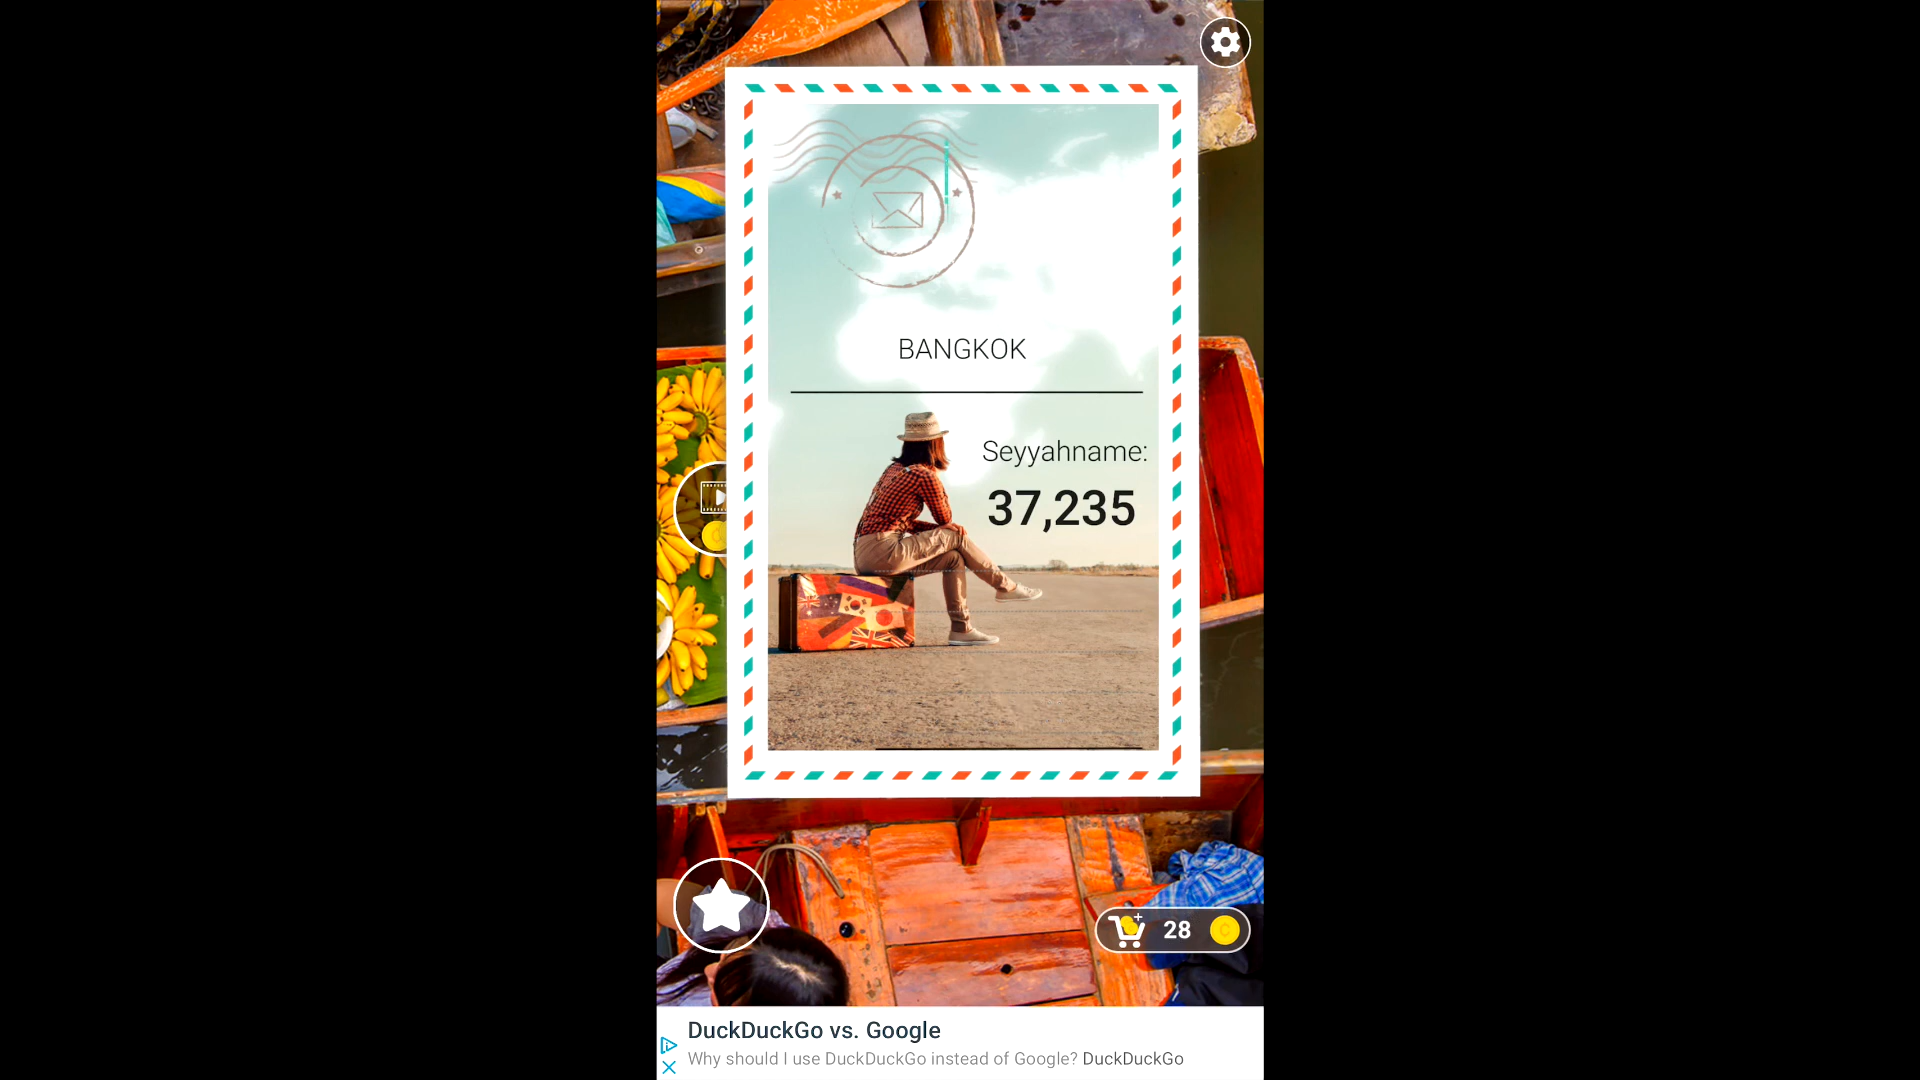 BANGKOK
Seyyahname:
37,235
28
DuckDuckGo vs. Google
Why should I use DuckDuckGo instead of Google? DuckDuckGo